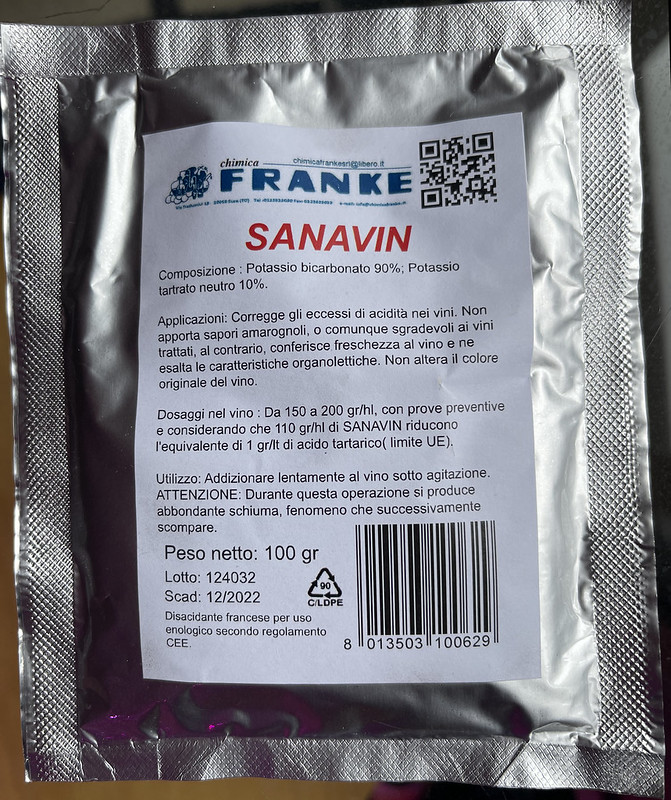 chimica
chimicafrankesrl@libero.it
FRANKE
SANAVIN
Composizione : Potassio bicarbonato 90%; Potassio
tartrato neutro 10%.
Applicazioni: Corregge gli eccessi di acidità nei vini. Non
apporta sapori amarognoli, o comunque sgradevoli ai vini
trattati, al contrario, conferisce freschezza al vino e ne
esalta le caratteristiche organolettiche. Non altera il colore
originale del vino.
Dosaggi nel vino : Da 150 a 200 gr/hl, con prove preventive
e considerando che 110 gr/hl di SANAVIN riducono
l'equivalente di 1 gr/lt di acido tartarico( limite UE).
Utilizzo: Addizionare lentamente al vino sotto agitazione.
ATTENZIONE: Durante questa operazione si produce
abbondante schiuma, fenomeno che successivamente
scompare.
Peso netto: 100 gr
Lotto: 124032
Scad: 12/2022
90
C/LDPE
Disacidante francese per uso
enologico secondo regolamento
CEE.
8 013503 100629